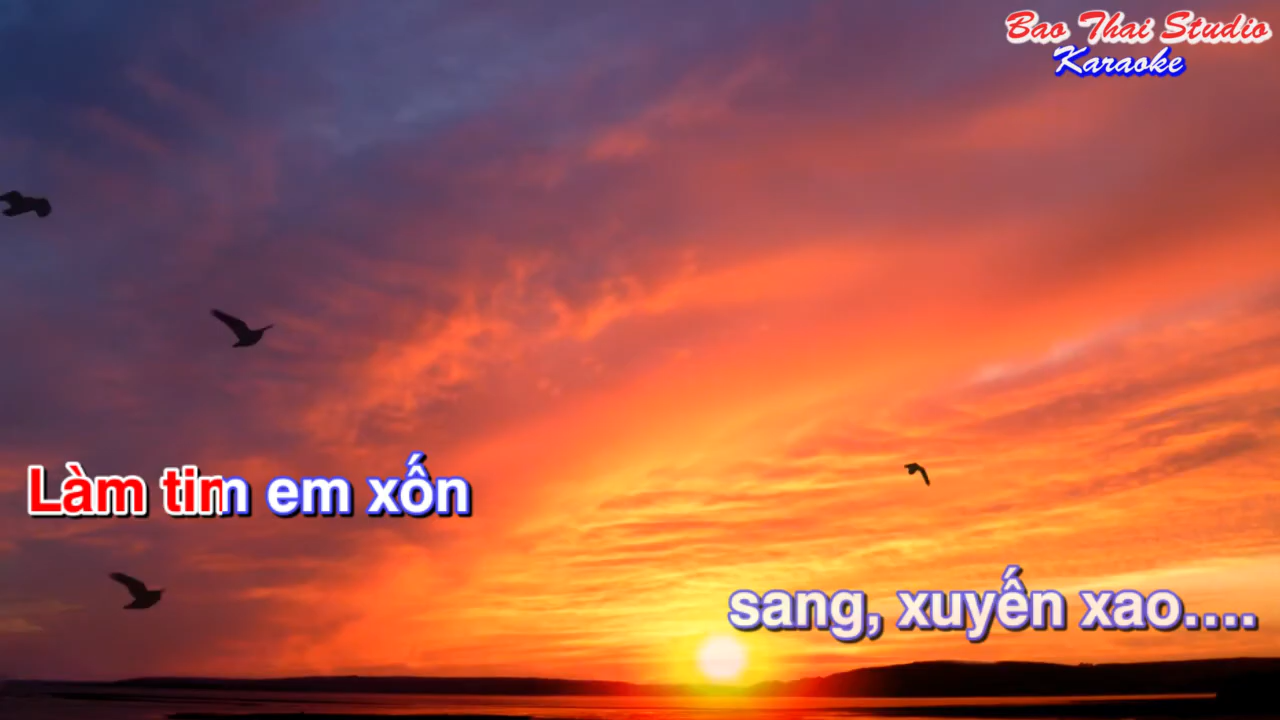 Bao Thai Studio
Karaoke
Làm tim em xốn
sang, xuyến xao....